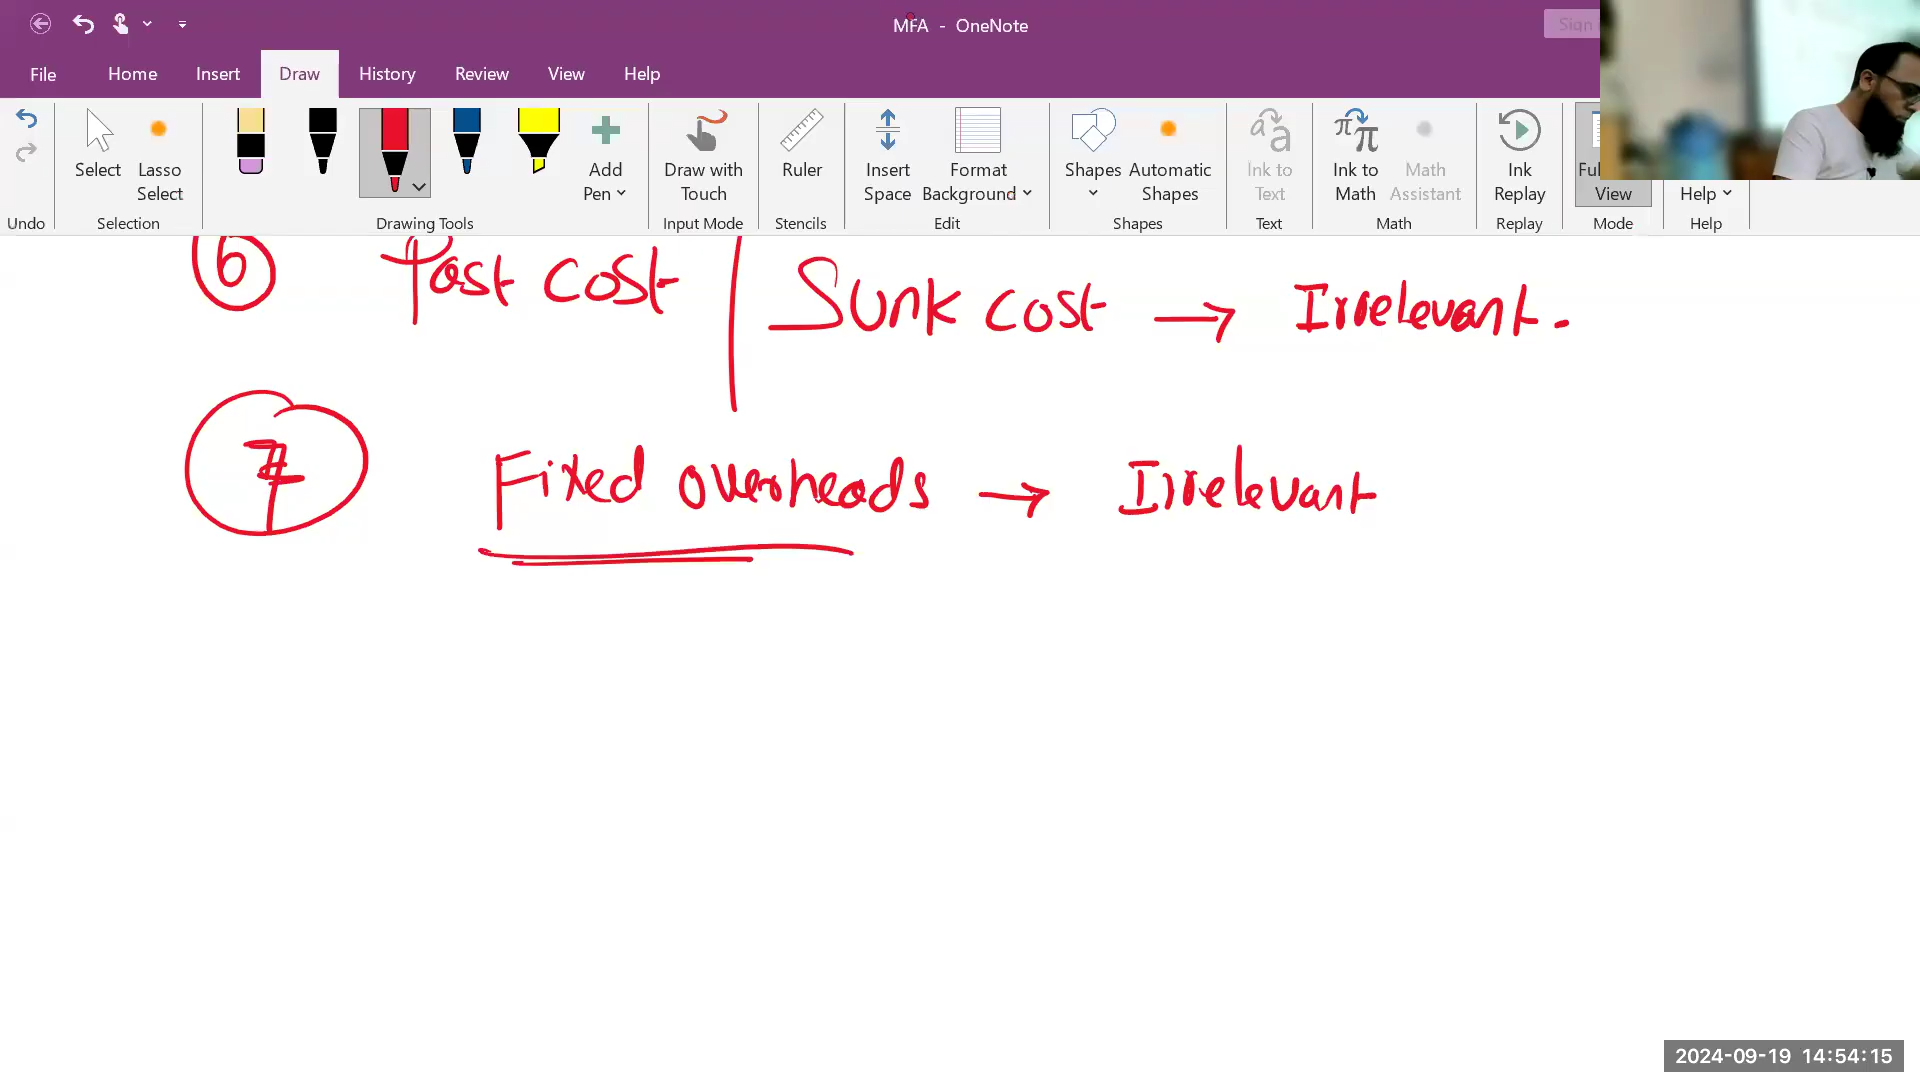 MFA - OneNote
Sign
File Home Insert Draw History Review View Help
Select
Lasso Select
Add Pen
Draw with Touch
Ruler
Insert Space
Format Background
Shapes
Automatic Shapes
Ink to Text
Ink to Math
Math Assistant
Ink Replay
View
Help
Undo Selection Drawing Tools Input Mode Stencils Edit Shapes Text Math Replay Mode Help
6 Past cost | Sunk cost → Irrelevant.
7 Fixed overheads → Irrelevant
2024-09-19 14:54:15